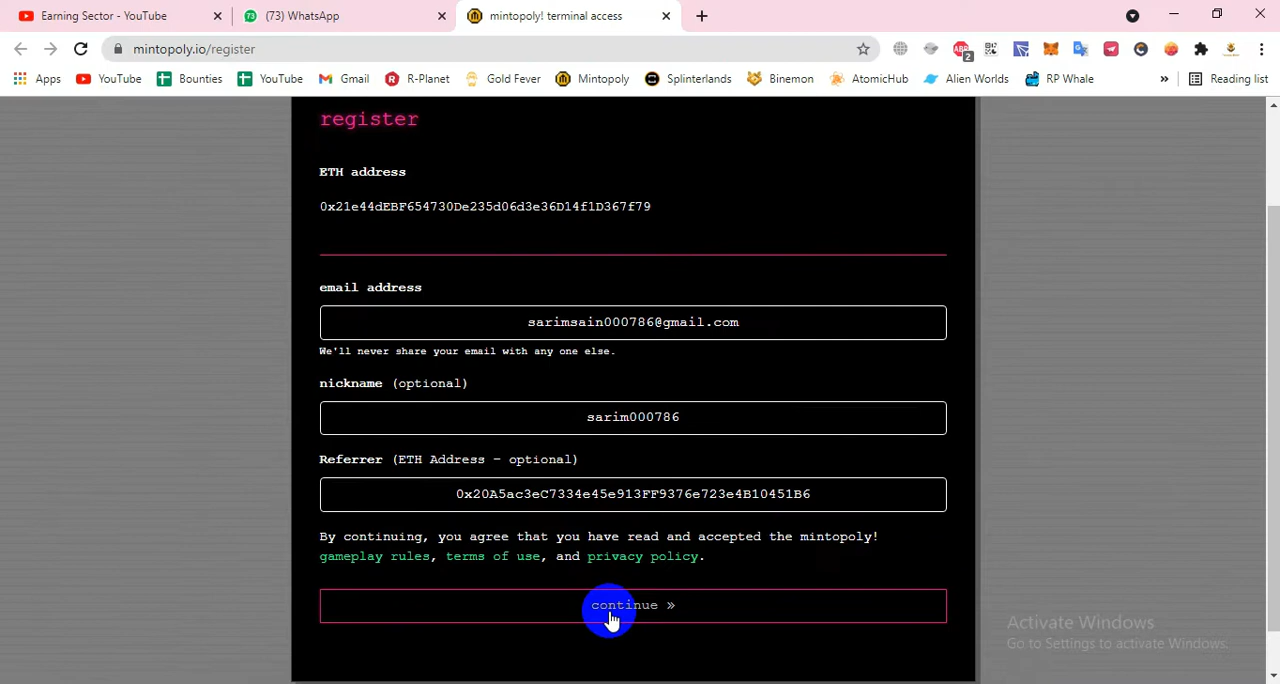 Earning Sector - YouTube
(73) WhatsApp
mintopoly! terminal access
mintopoly.io/register
Apps
YouTube
Bounties
YouTube
Gmail
R-Planet
Gold Fever
Mintopoly
Splinterlands
Binemon
AtomicHub
Alien Worlds
RP Whale
»
Reading list
register
ETH address
0x21e44dEBF654730De235d06d3e36D14f1D367f79
email address
sarimsain000786@gmail.com
We'll never share your email with any one else.
nickname (optional)
sarim000786
Referrer (ETH Address - optional)
0x20A5ac3eC7334e45e913FF9376e723e4B10451B6
By continuing, you agree that you have read and accepted the mintopoly!
gameplay rules, terms of use, and privacy policy.
continue »
Activate Windows
Go to Settings to activate Windows.